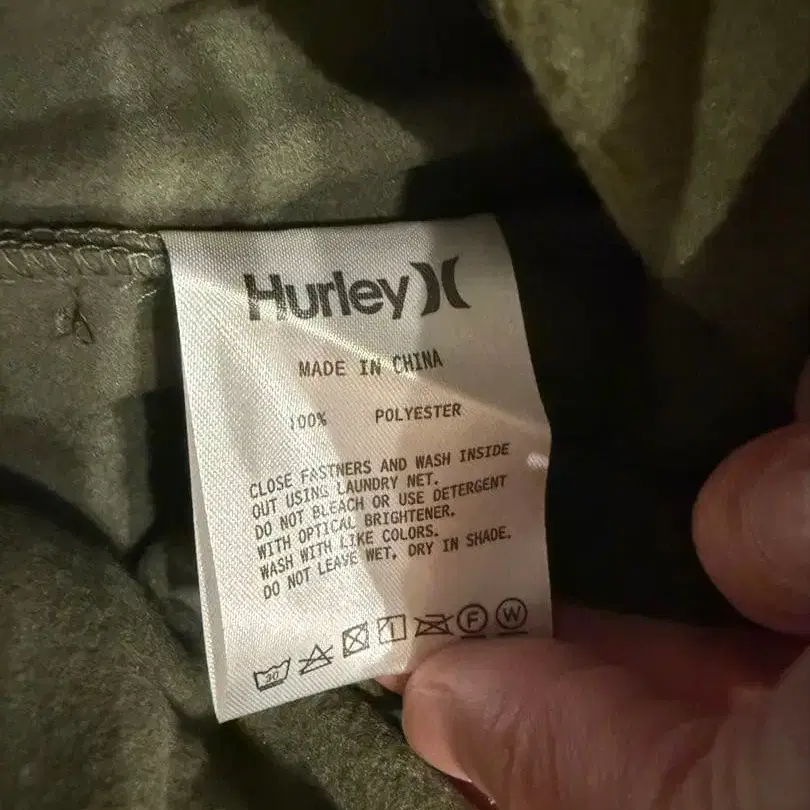 Hurley
MADE IN CHINA
100% POLYESTER
CLOSE FASTNERS AND WASH INSIDE
OUT USING LAUNDRY NET.
DO NOT BLEACH OR USE DETERGENT
WITH OPTICAL BRIGHTENER.
WASH WITH LIKE COLORS.
DO NOT LEAVE WET, DRY IN SHADE.
30 F W